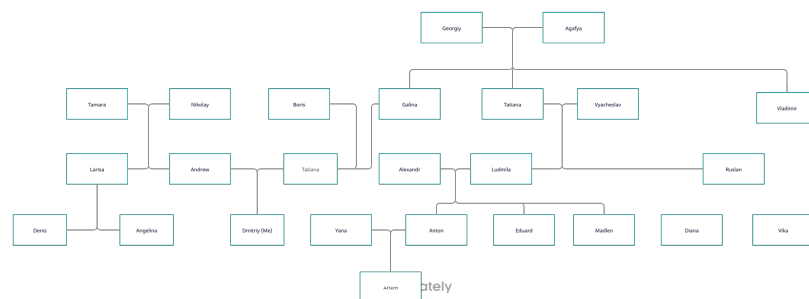 Georgiy
Agafya
Tamara
Nikolay
Boris
Galina
Tatiana
Vyacheslav
Vladimir
Larisa
Andrew
Tatiana
Alexandr
Ludmila
Ruslan
Denis
Angelina
Dmitriy (Me)
Yana
Anton
Eduard
Madlen
Diana
Vika
Artem
ately